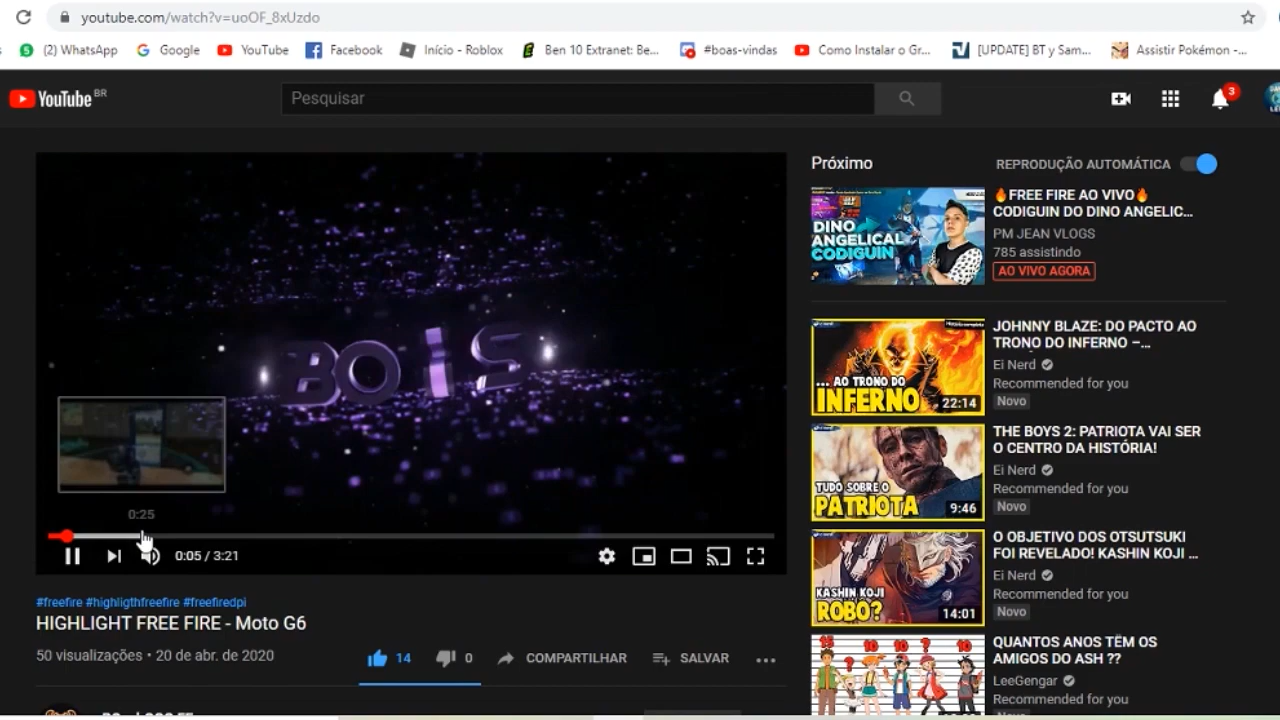 youtube.com/watch?v=uoOF_8xUzdo
(2) WhatsApp
Google
YouTube
Facebook
Início - Roblox
Ben 10 Extranet: Be...
#boas-vindas
Como Instalar o Gr...
[UPDATE] BT y Sam...
Assistir Pokémon -...
YouTube BR
Pesquisar
3
BOIS
0:25
0:05 / 3:21
#freefire #highligthfreefire #freefiredpi
HIGHLIGHT FREE FIRE - Moto G6
50 visualizações • 20 de abr. de 2020
14
0
COMPARTILHAR
SALVAR
Próximo
REPRODUÇÃO AUTOMÁTICA
DINO
ANGELICAL
CODIGUIN
🔥FREE FIRE AO VIVO🔥
CODIGUIN DO DINO ANGELIC...
PM JEAN VLOGS
785 assistindo
AO VIVO AGORA
... AO TRONO DO
INFERNO
22:14
JOHNNY BLAZE: DO PACTO AO
TRONO DO INFERNO –...
Ei Nerd
Recommended for you
Novo
TUDO SOBRE O
PATRIOTA
9:46
THE BOYS 2: PATRIOTA VAI SER
O CENTRO DA HISTÓRIA!
Ei Nerd
Recommended for you
Novo
KASHIN KOJI
ROBO?
14:01
O OBJETIVO DOS OTSUTSUKI
FOI REVELADO! KASHIN KOJI ...
Ei Nerd
Recommended for you
Novo
15 ? 10 10 ? 10
QUANTOS ANOS TÊM OS
AMIGOS DO ASH ??
LeeGengar
Recommended for you